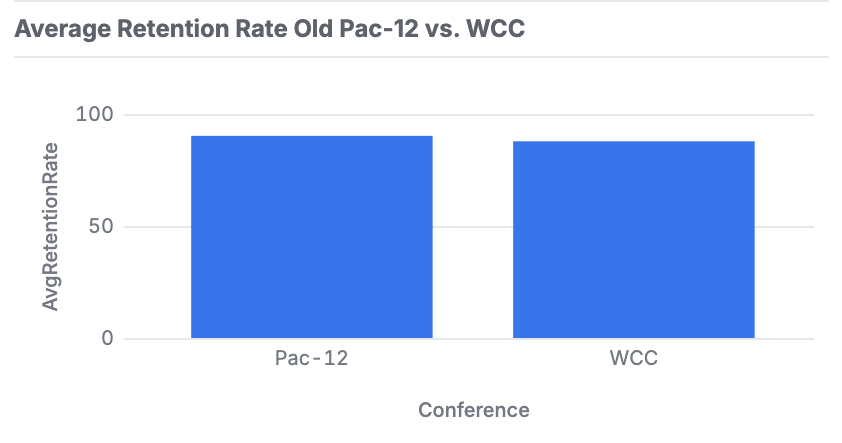 Average Retention Rate Old Pac-12 vs. WCC
100
50
0
AvgRetentionRate
Pac-12 WCC
Conference